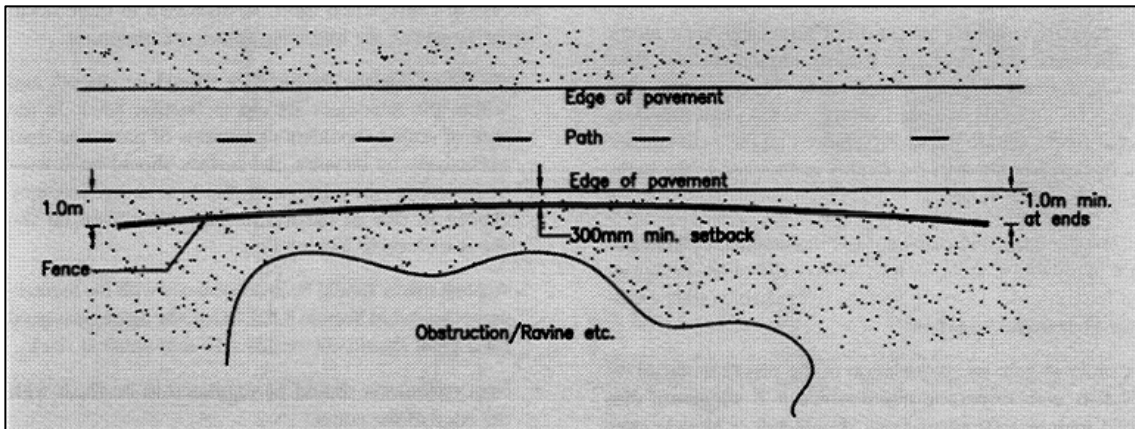 Edge of pavement
Path
Edge of pavement
1.0m
1.0m min.
at ends
300mm min. setback
Fence
Obstruction/Ravine etc.